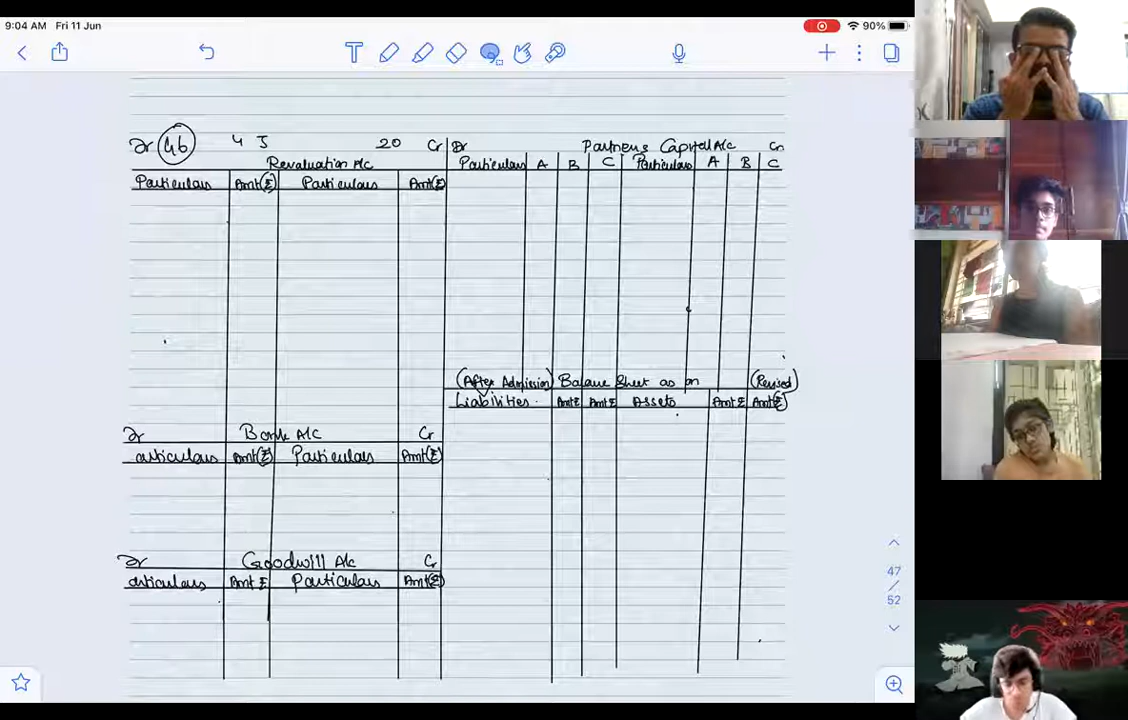 9:04 AM Fri 11 Jun
90%
Dr 46 4 5 20 Cr
Revaluation A/c
Particulars Amt(₹) Particulars Amt(₹)
Dr Partners Capital A/c Cr
Particulars A B C Particulars A B C
(After Admission) Balance Sheet as on (Revised)
Liabilities Amt₹ Amt₹ Assets Amt₹ Amt(₹)
Dr Bank A/c Cr
articulars Amt(₹) Particulars Amt(₹)
Dr Goodwill A/c Cr
articulars Amt ₹ Particulars Amt(₹)
47
/
52